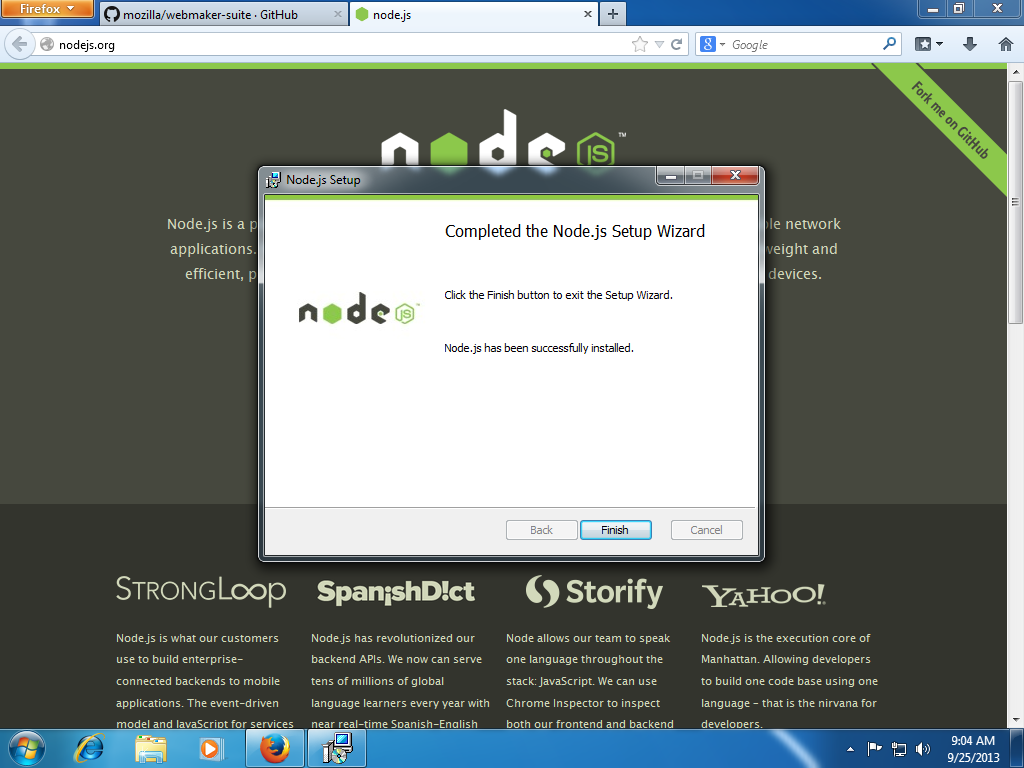 Firefox
mozilla/webmaker-suite · GitHub
node.js
nodejs.org
Google
Fork me on GitHub
node JS ™
Node.js is a p
le network
applications.
weight and
efficient, p
devices.
Node.js Setup
Completed the Node.js Setup Wizard
Click the Finish button to exit the Setup Wizard.
node JS ™
Node.js has been successfully installed.
Back
Finish
Cancel
STRONGLOOP
SpanishD!ct
Storify
YAHOO!
Node.js is what our customers
use to build enterprise-
connected backends to mobile
applications. The event-driven
model and JavaScript for services
Node.js has revolutionized our
backend APIs. We now can serve
tens of millions of global
language learners every year with
near real-time Spanish-English
Node allows our team to speak
one language throughout the
stack: JavaScript. We can use
Chrome Inspector to inspect
both our frontend and backend
Node.js is the execution core of
Manhattan. Allowing developers
to build one code base using one
language – that is the nirvana for
developers.
9:04 AM
9/25/2013